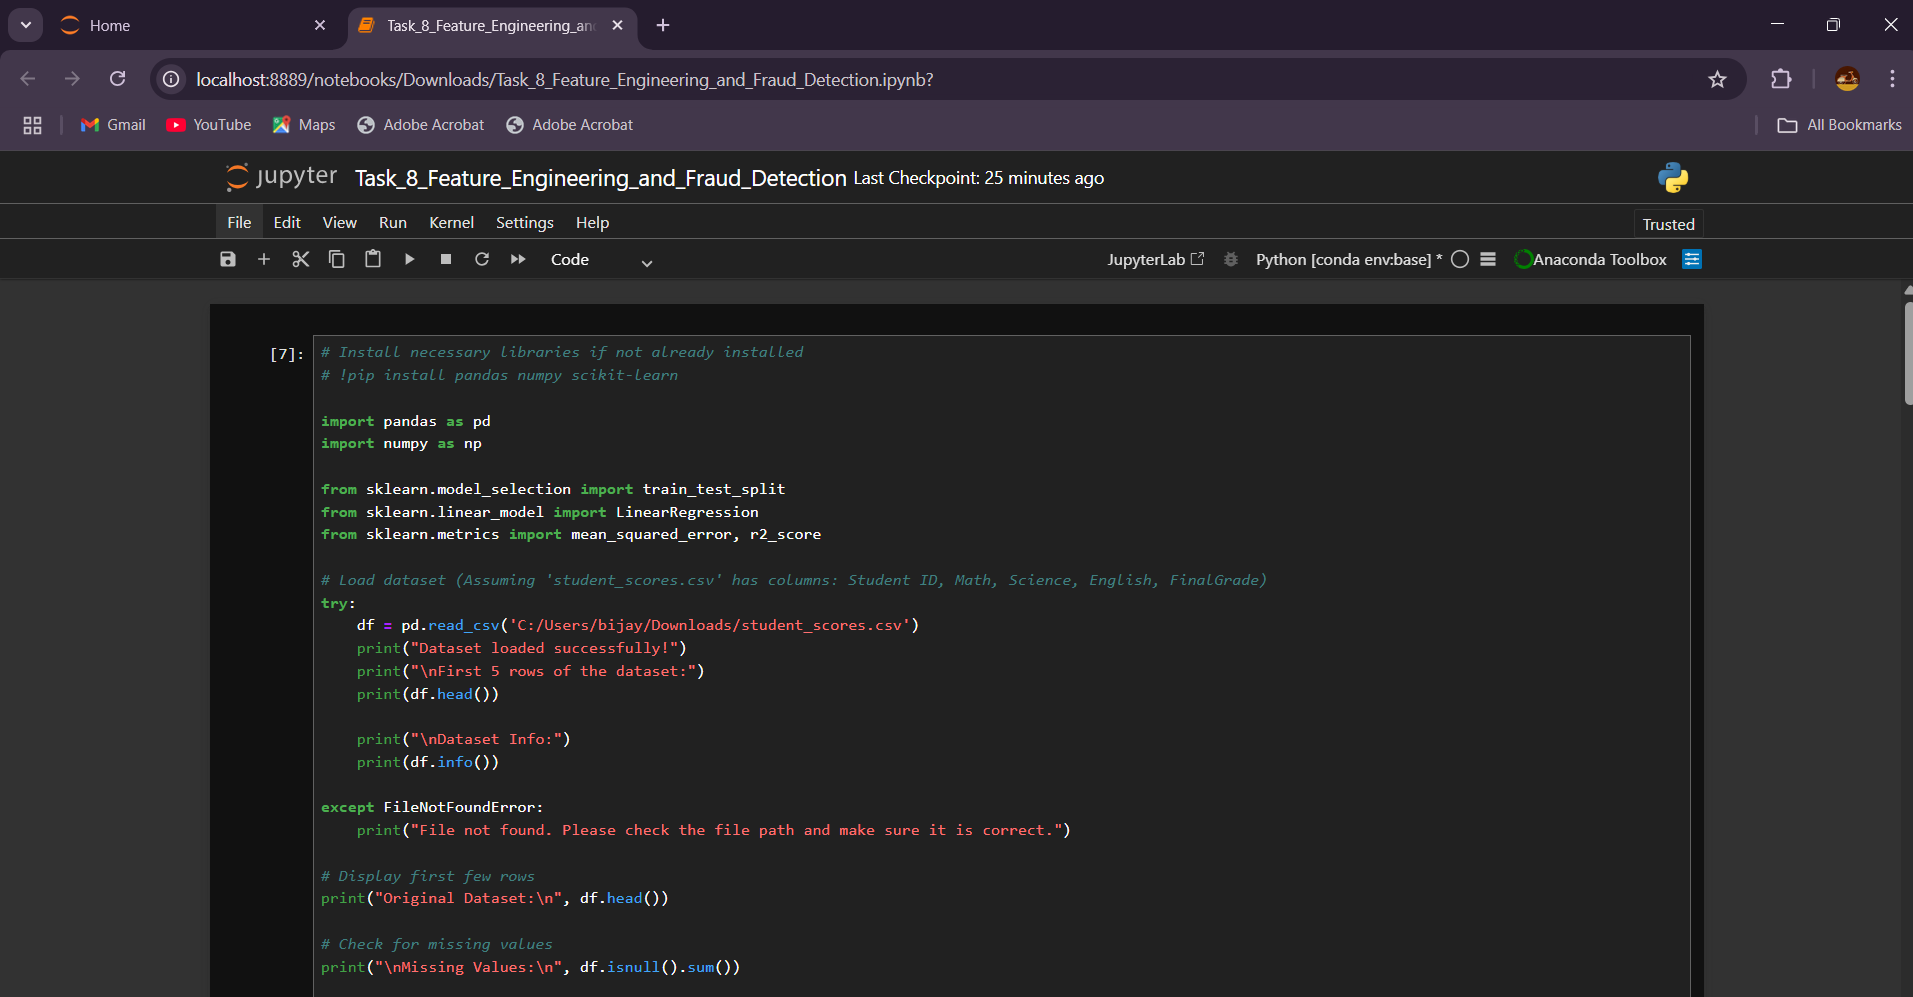 Home
Task_8_Feature_Engineering_an
localhost:8889/notebooks/Downloads/Task_8_Feature_Engineering_and_Fraud_Detection.ipynb?
Gmail YouTube Maps Adobe Acrobat Adobe Acrobat All Bookmarks
jupyter Task_8_Feature_Engineering_and_Fraud_Detection Last Checkpoint: 25 minutes ago
File Edit View Run Kernel Settings Help Trusted
Code JupyterLab Python [conda env:base] * Anaconda Toolbox
[7]: # Install necessary libraries if not already installed
# !pip install pandas numpy scikit-learn
import pandas as pd
import numpy as np
from sklearn.model_selection import train_test_split
from sklearn.linear_model import LinearRegression
from sklearn.metrics import mean_squared_error, r2_score
# Load dataset (Assuming 'student_scores.csv' has columns: Student ID, Math, Science, English, FinalGrade)
try:
df = pd.read_csv('C:/Users/bijay/Downloads/student_scores.csv')
print("Dataset loaded successfully!")
print("\nFirst 5 rows of the dataset:")
print(df.head())
print("\nDataset Info:")
print(df.info())
except FileNotFoundError:
print("File not found. Please check the file path and make sure it is correct.")
# Display first few rows
print("Original Dataset:\n", df.head())
# Check for missing values
print("\nMissing Values:\n", df.isnull().sum())